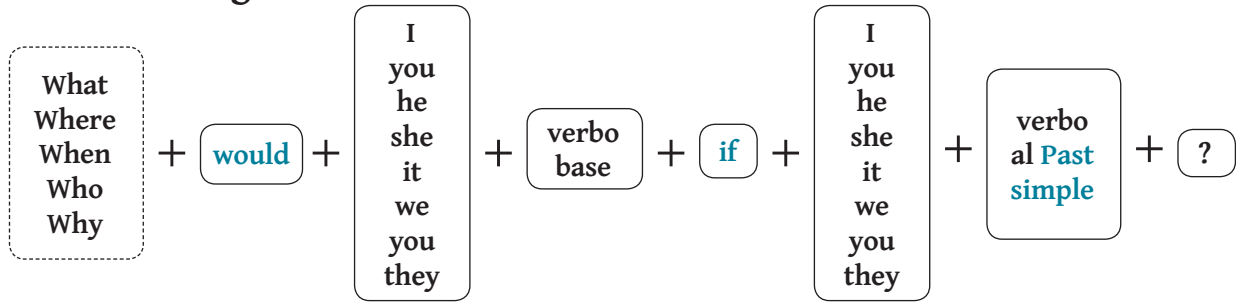 What
Where
When
Who
Why
+
would
+
I
you
he
she
it
we
you
they
+
verbo
base
+
if
+
I
you
he
she
it
we
you
they
+
verbo
al Past
simple
+
?